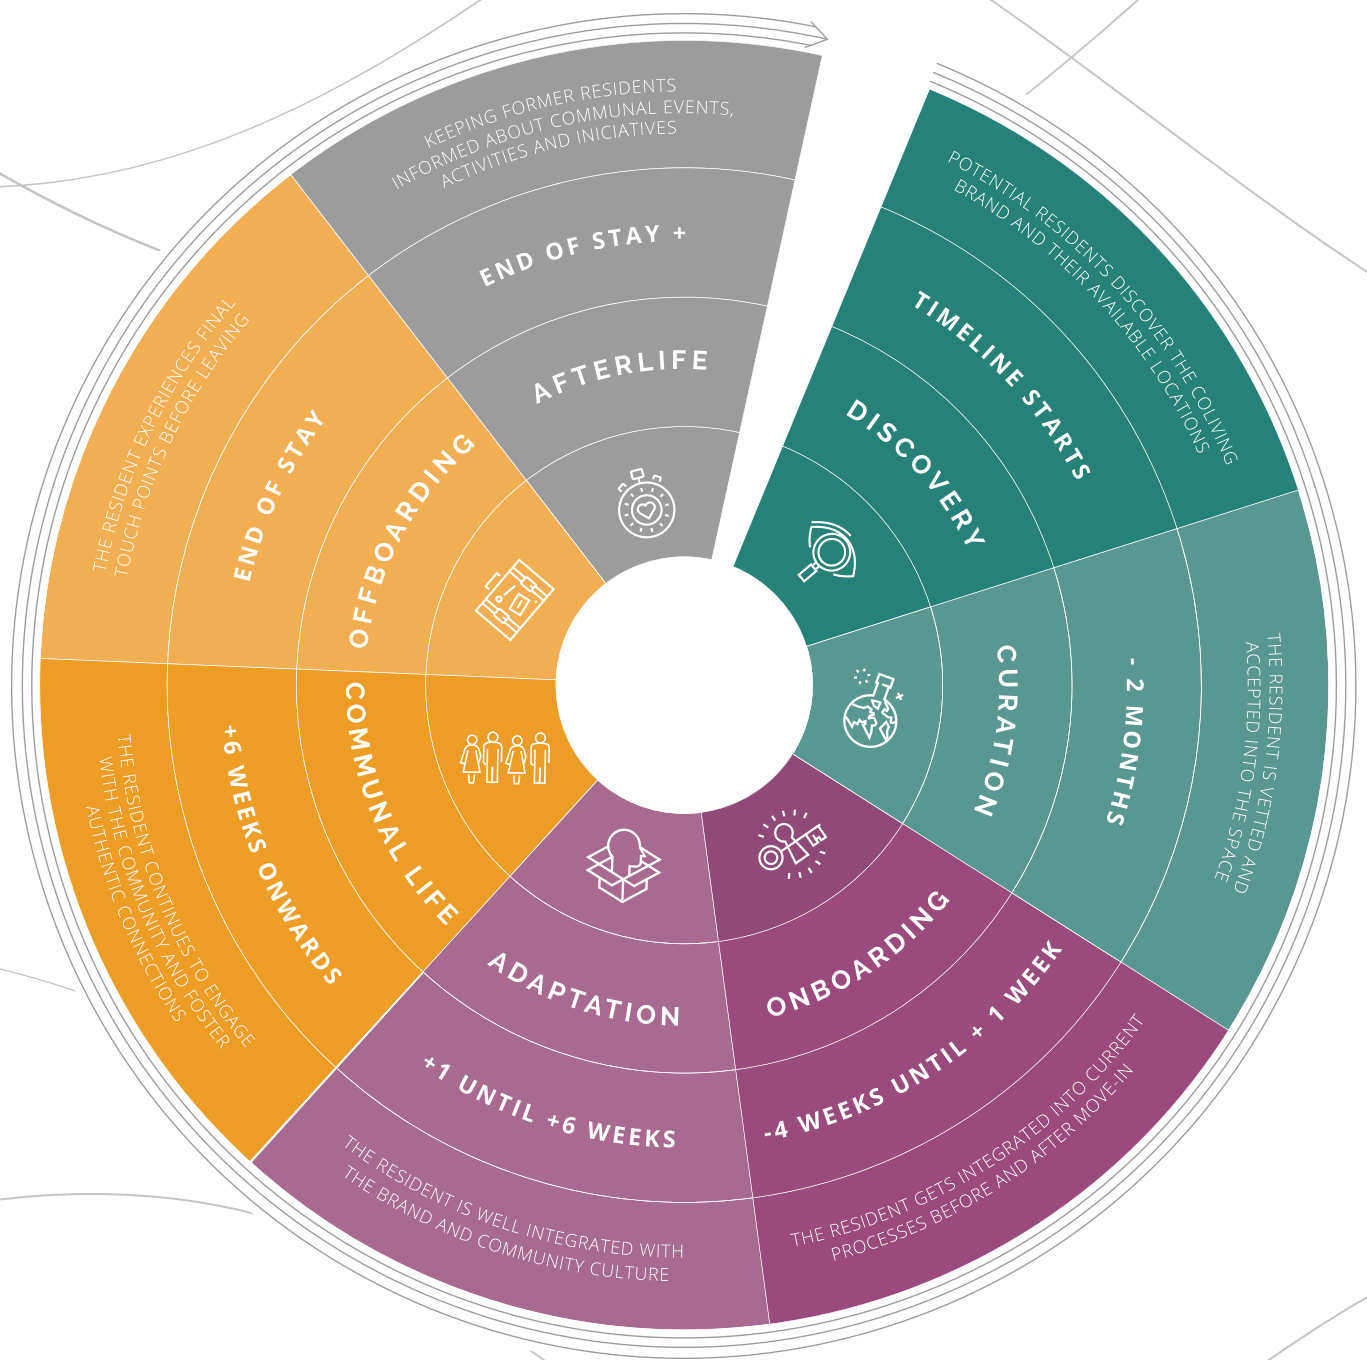 POTENTIAL RESIDENTS DISCOVER THE COLIVING
BRAND AND THEIR AVAILABLE LOCATIONS
TIMELINE STARTS
DISCOVERY
THE RESIDENT IS VETTED AND
ACCEPTED INTO THE SPACE
- 2 MONTHS
CURATION
ONBOARDING
-4 WEEKS UNTIL + 1 WEEK
THE RESIDENT GETS INTEGRATED INTO CURRENT
PROCESSES BEFORE AND AFTER MOVE-IN
ADAPTATION
+1 UNTIL +6 WEEKS
THE RESIDENT IS WELL INTEGRATED WITH
THE BRAND AND COMMUNITY CULTURE
COMMUNAL LIFE
+6 WEEKS ONWARDS
THE RESIDENT CONTINUES TO ENGAGE
WITH THE COMMUNITY AND FOSTER
AUTHENTIC CONNECTIONS
THE RESIDENT EXPERIENCES FINAL
TOUCH POINTS BEFORE LEAVING
END OF STAY
OFFBOARDING
KEEPING FORMER RESIDENTS
INFORMED ABOUT COMMUNAL EVENTS,
ACTIVITIES AND INICIATIVES
END OF STAY +
AFTERLIFE